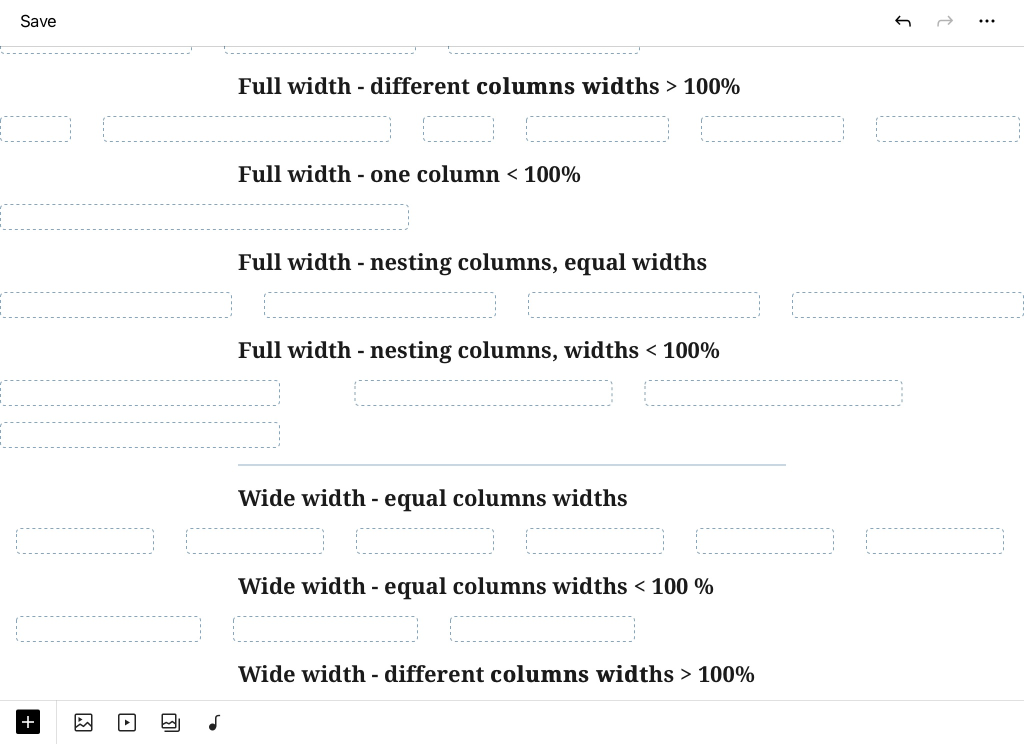 Save
Full width - different columns widths > 100%
Full width - one column < 100%
Full width - nesting columns, equal widths
Full width - nesting columns, widths < 100%
Wide width - equal columns widths
Wide width - equal columns widths < 100 %
Wide width - different columns widths > 100%